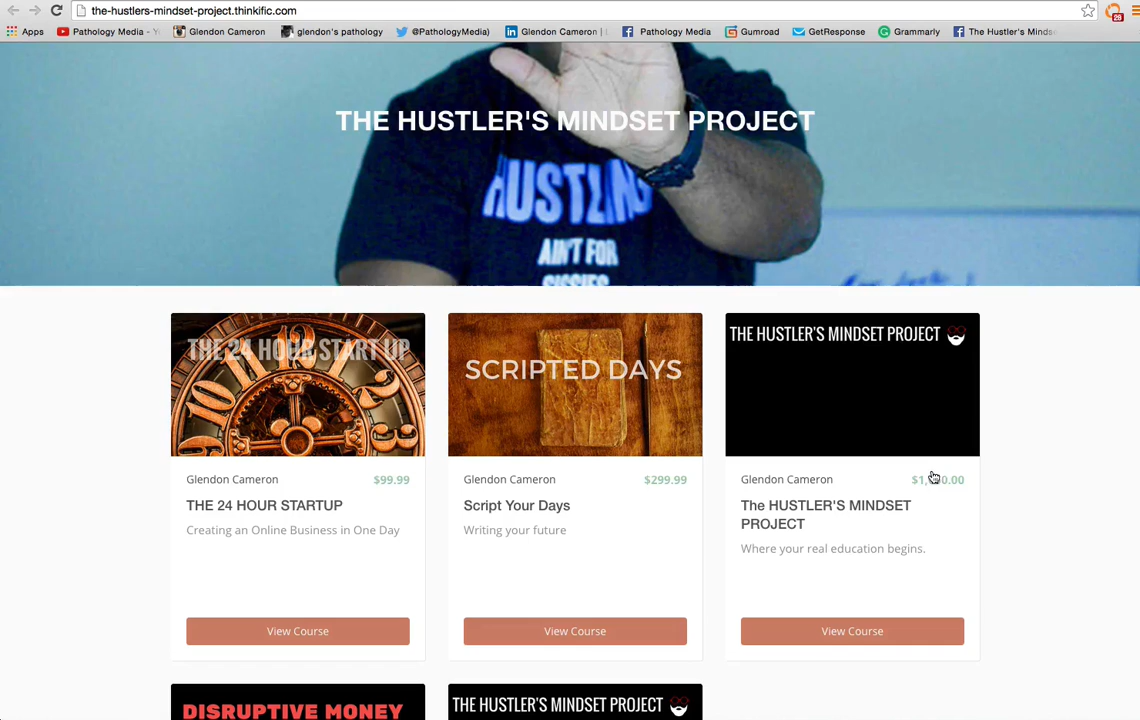 the-hustlers-mindset-project.thinkific.com
28
Apps
Pathology Media - Y
Glendon Cameron
glendon's pathology
@PathologyMedia)
Glendon Cameron |
Pathology Media
Gumroad
GetResponse
Grammarly
The Hustler's Minds
THE HUSTLER'S MINDSET PROJECT
HUSTLING
AIN'T FOR
SISSIES
THE 24 HOUR START UP
SCRIPTED DAYS
THE HUSTLER'S MINDSET PROJECT
Glendon Cameron $99.99
THE 24 HOUR STARTUP
Creating an Online Business in One Day
View Course
Glendon Cameron $299.99
Script Your Days
Writing your future
View Course
Glendon Cameron
The HUSTLER'S MINDSET
PROJECT
Where your real education begins.
View Course
DISRUPTIVE MONEY
THE HUSTLER'S MINDSET PROJECT